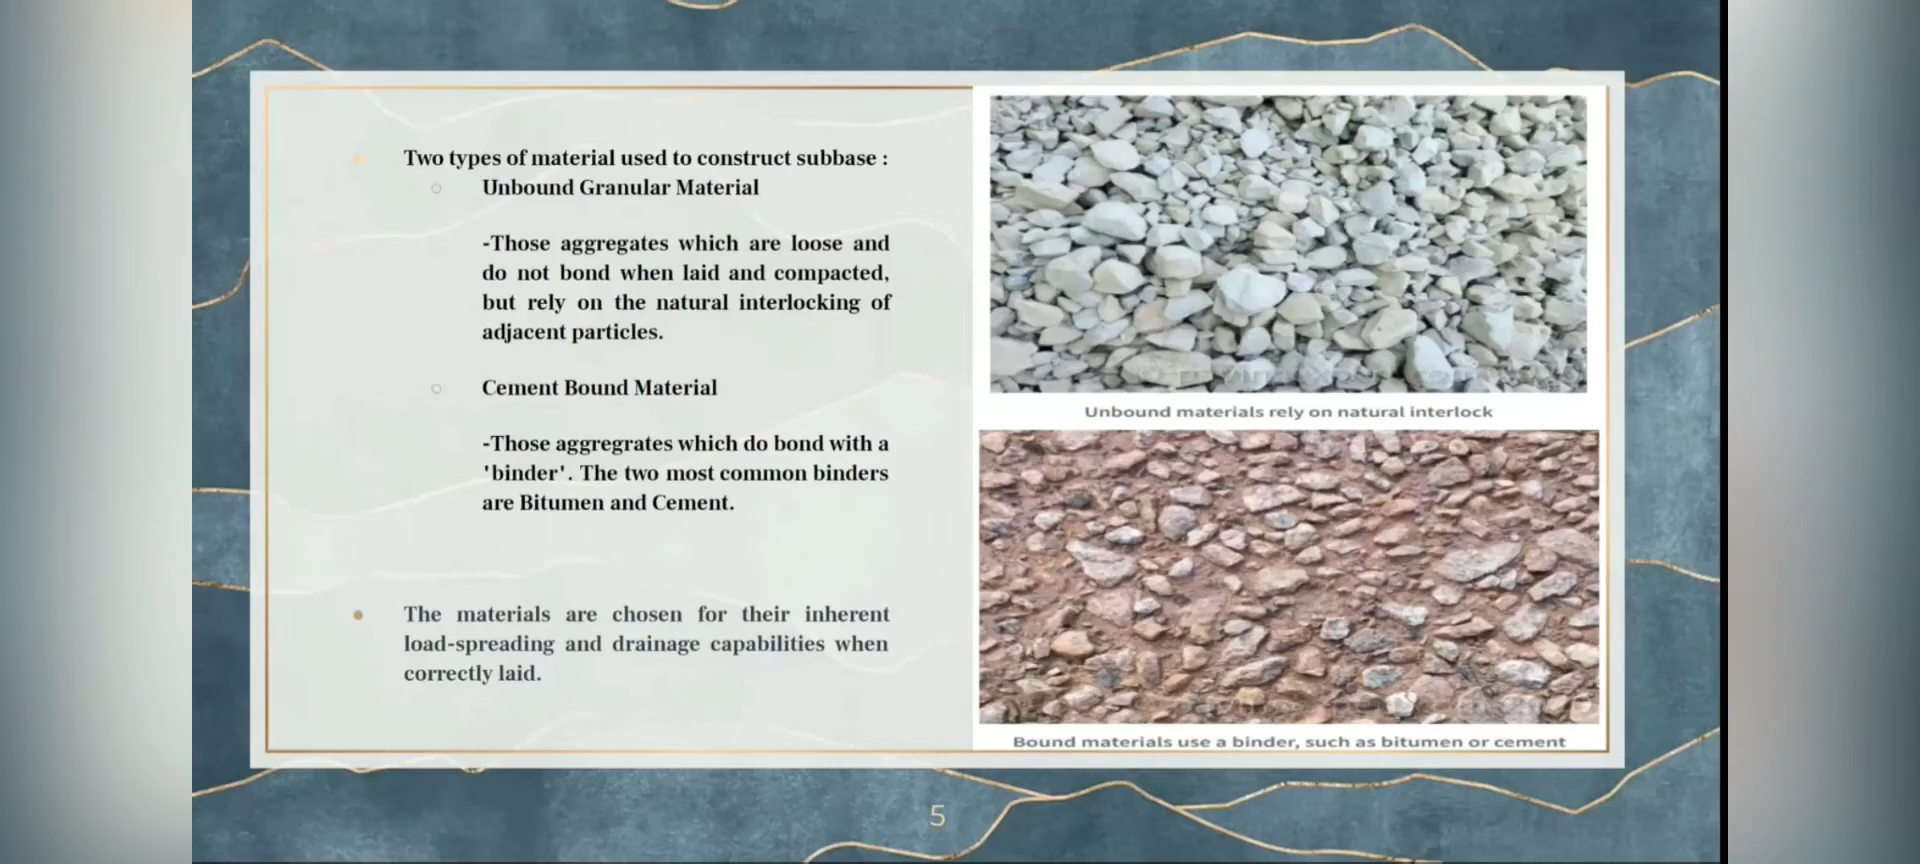 Two types of material used to construct subbase :
Unbound Granular Material
-Those aggregates which are loose and
do not bond when laid and compacted,
but rely on the natural interlocking of
adjacent particles.
Cement Bound Material
-Those aggregrates which do bond with a
'binder'. The two most common binders
are Bitumen and Cement.
The materials are chosen for their inherent
load-spreading and drainage capabilities when
correctly laid.
Unbound materials rely on natural interlock
Bound materials use a binder, such as bitumen or cement
5